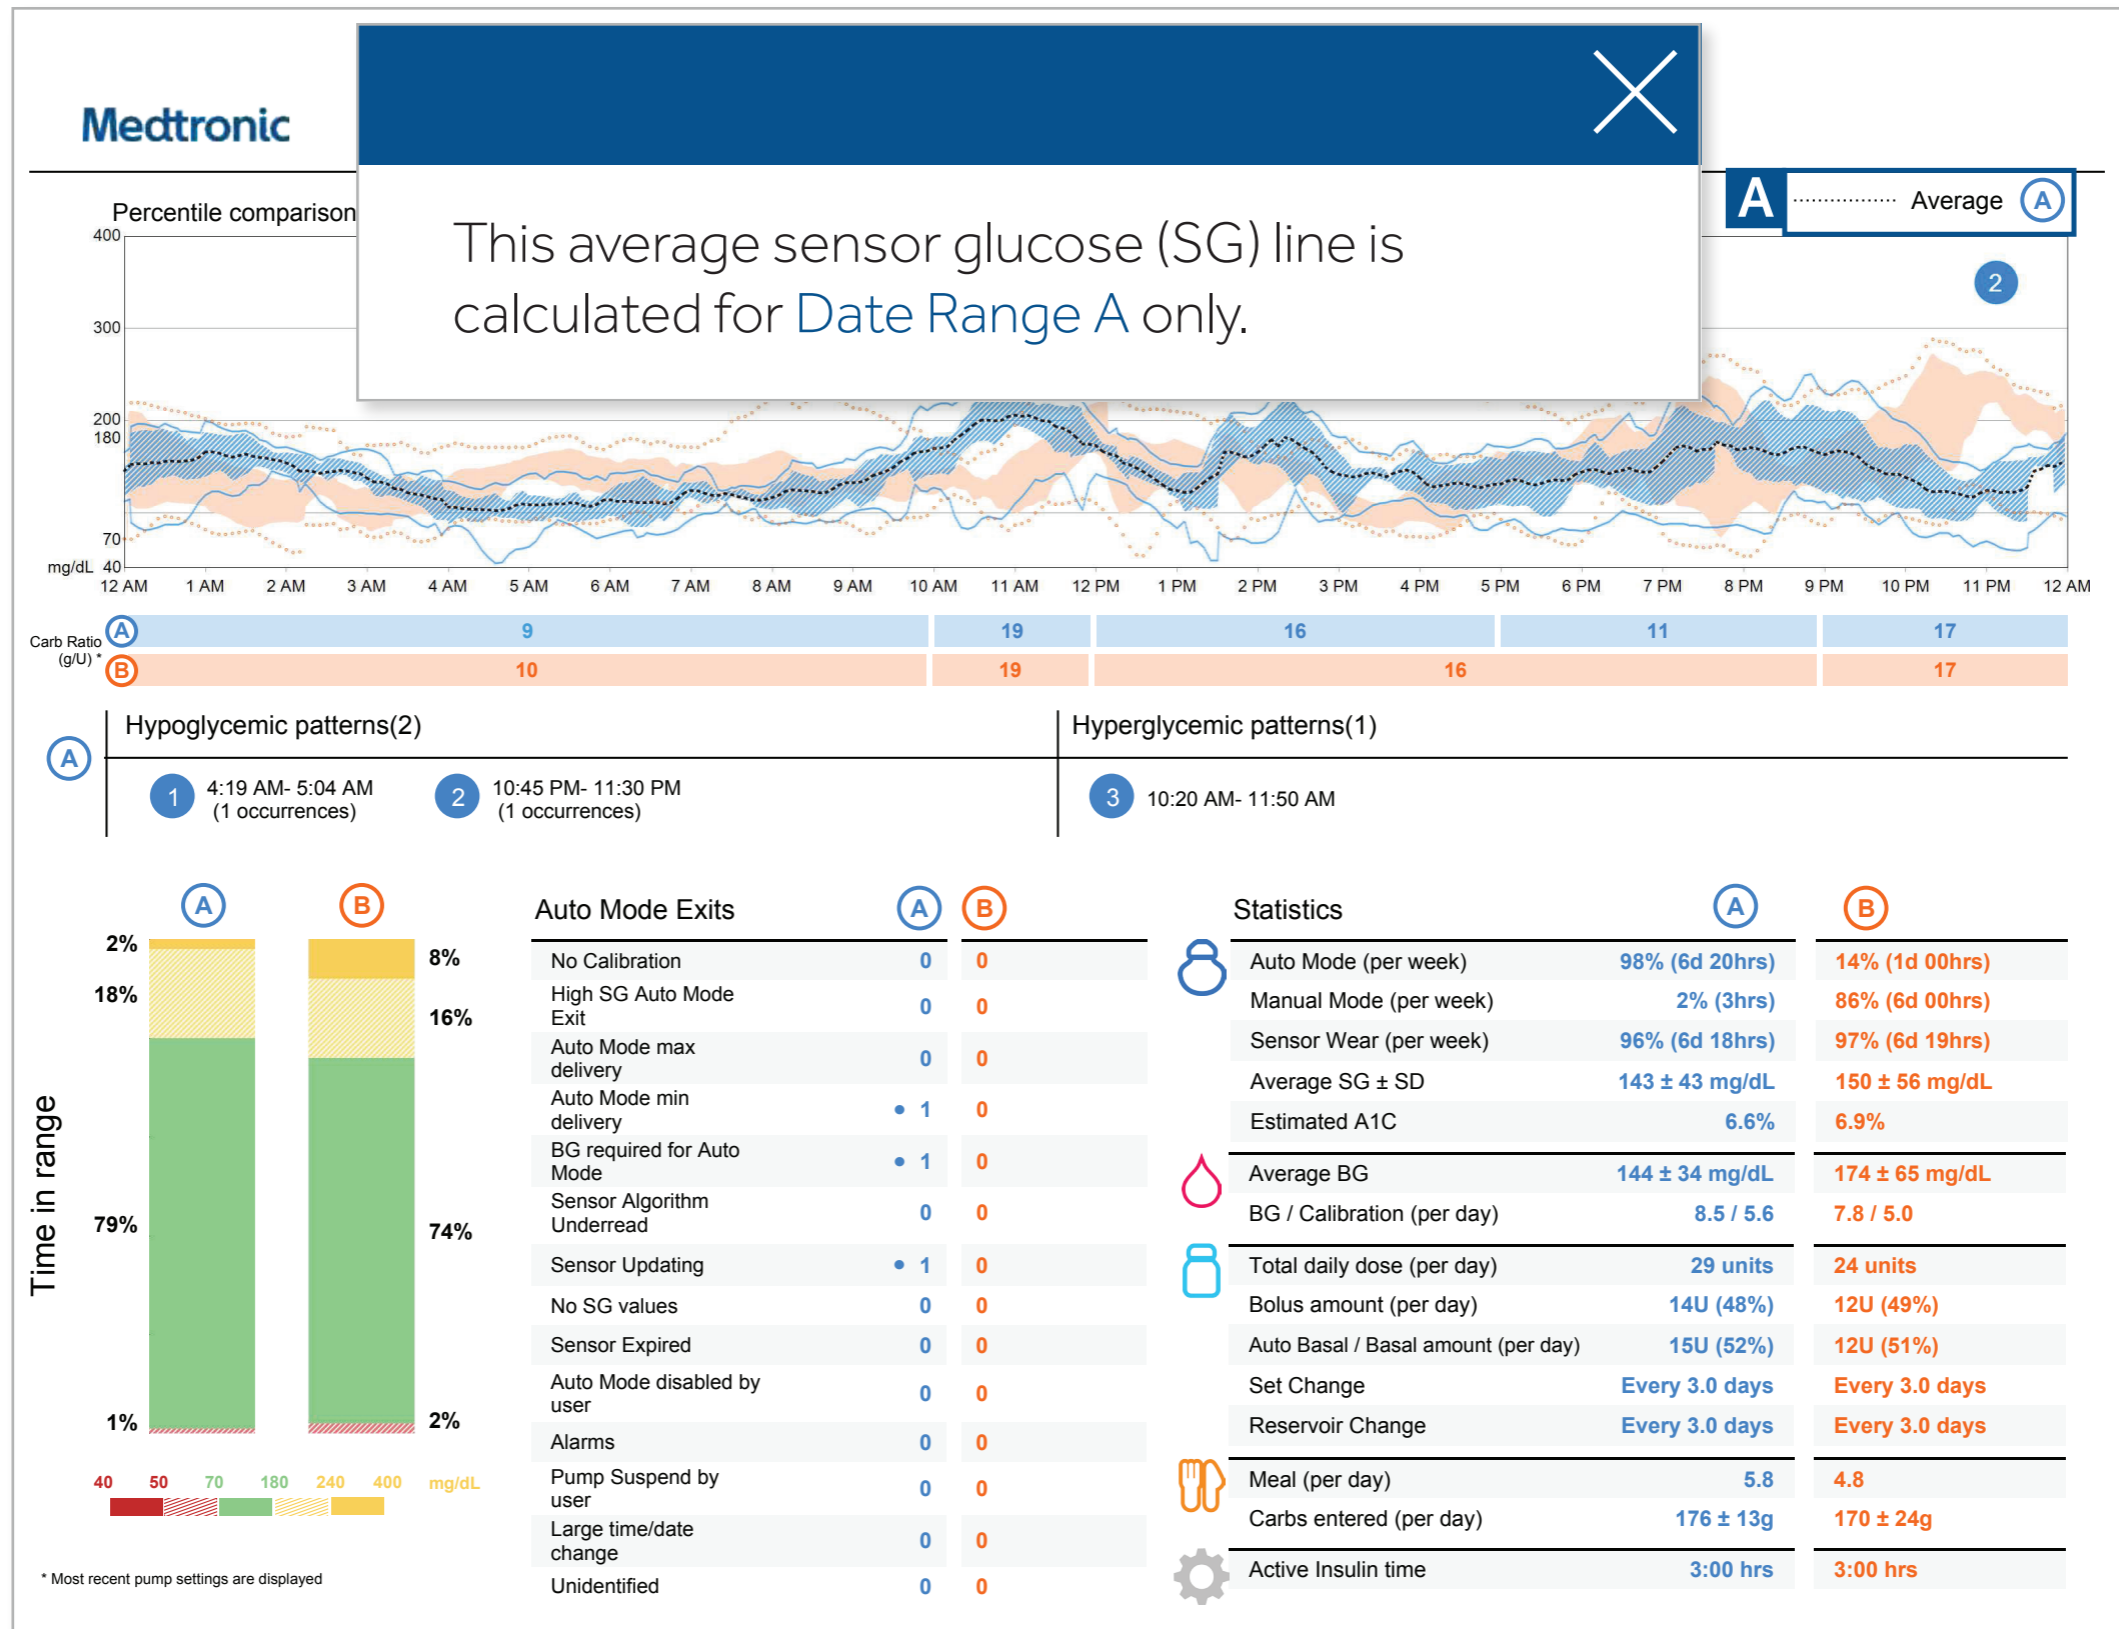 Medtronic
This average sensor glucose (SG) line is
calculated for Date Range A only.
A Average A
Percentile comparison
2
400
300
200
180
70
mg/dL 40
12 AM 1 AM 2 AM 3 AM 4 AM 5 AM 6 AM 7 AM 8 AM 9 AM 10 AM 11 AM 12 PM 1 PM 2 PM 3 PM 4 PM 5 PM 6 PM 7 PM 8 PM 9 PM 10 PM 11 PM 12 AM
Carb Ratio
(g/U) *
A 9 19 16 11 17
B 10 19 16 17
A
Hypoglycemic patterns(2)
1 4:19 AM- 5:04 AM
(1 occurrences)
2 10:45 PM- 11:30 PM
(1 occurrences)
Hyperglycemic patterns(1)
3 10:20 AM- 11:50 AM
Time in range
A B
2% 8%
18% 16%
79% 74%
1% 2%
40 50 70 180 240 400 mg/dL
* Most recent pump settings are displayed
Auto Mode Exits A B
No Calibration 0 0
High SG Auto Mode
Exit 0 0
Auto Mode max
delivery 0 0
Auto Mode min
delivery • 1 0
BG required for Auto
Mode • 1 0
Sensor Algorithm
Underread 0 0
Sensor Updating • 1 0
No SG values 0 0
Sensor Expired 0 0
Auto Mode disabled by
user 0 0
Alarms 0 0
Pump Suspend by
user 0 0
Large time/date
change 0 0
Unidentified 0 0
Statistics A B
Auto Mode (per week) 98% (6d 20hrs) 14% (1d 00hrs)
Manual Mode (per week) 2% (3hrs) 86% (6d 00hrs)
Sensor Wear (per week) 96% (6d 18hrs) 97% (6d 19hrs)
Average SG ± SD 143 ± 43 mg/dL 150 ± 56 mg/dL
Estimated A1C 6.6% 6.9%
Average BG 144 ± 34 mg/dL 174 ± 65 mg/dL
BG / Calibration (per day) 8.5 / 5.6 7.8 / 5.0
Total daily dose (per day) 29 units 24 units
Bolus amount (per day) 14U (48%) 12U (49%)
Auto Basal / Basal amount (per day) 15U (52%) 12U (51%)
Set Change Every 3.0 days Every 3.0 days
Reservoir Change Every 3.0 days Every 3.0 days
Meal (per day) 5.8 4.8
Carbs entered (per day) 176 ± 13g 170 ± 24g
Active Insulin time 3:00 hrs 3:00 hrs